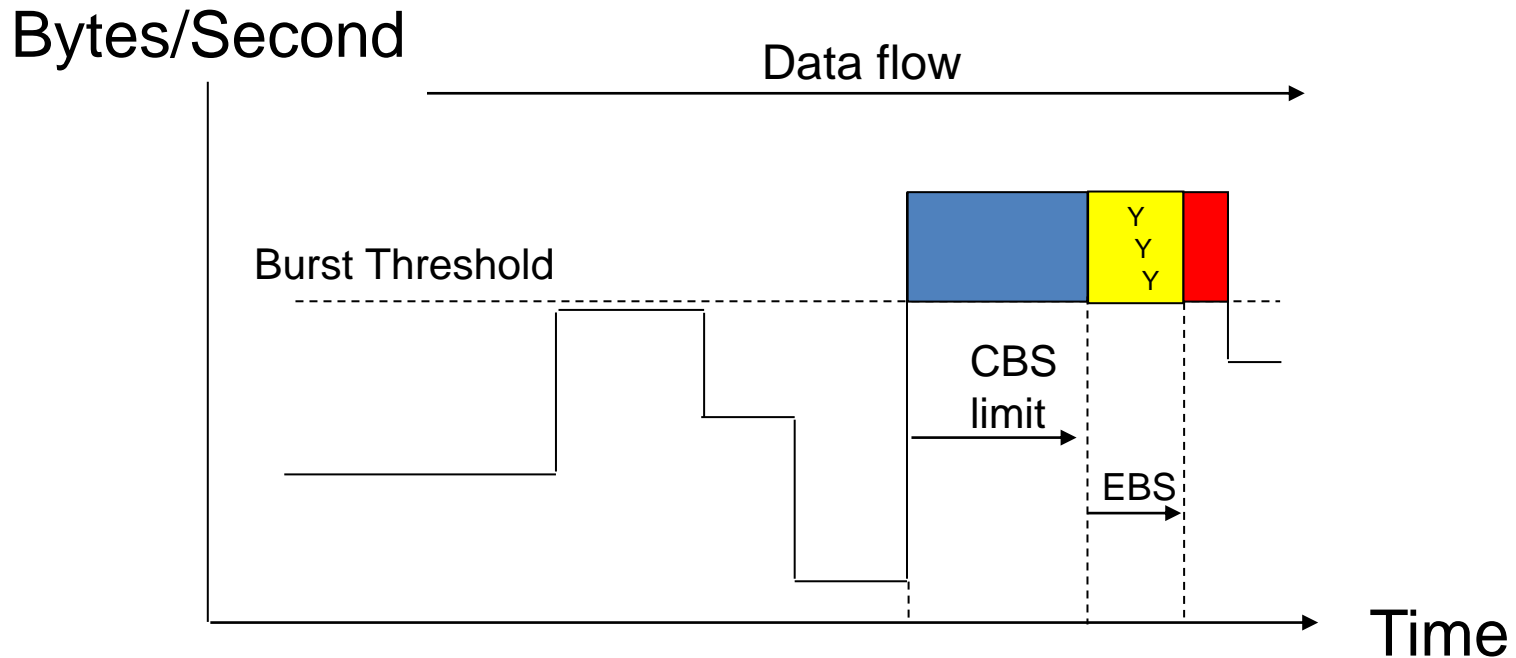 Bytes/Second
Data flow
Y
Y
Y
Burst Threshold
CBS
limit
EBS
Time